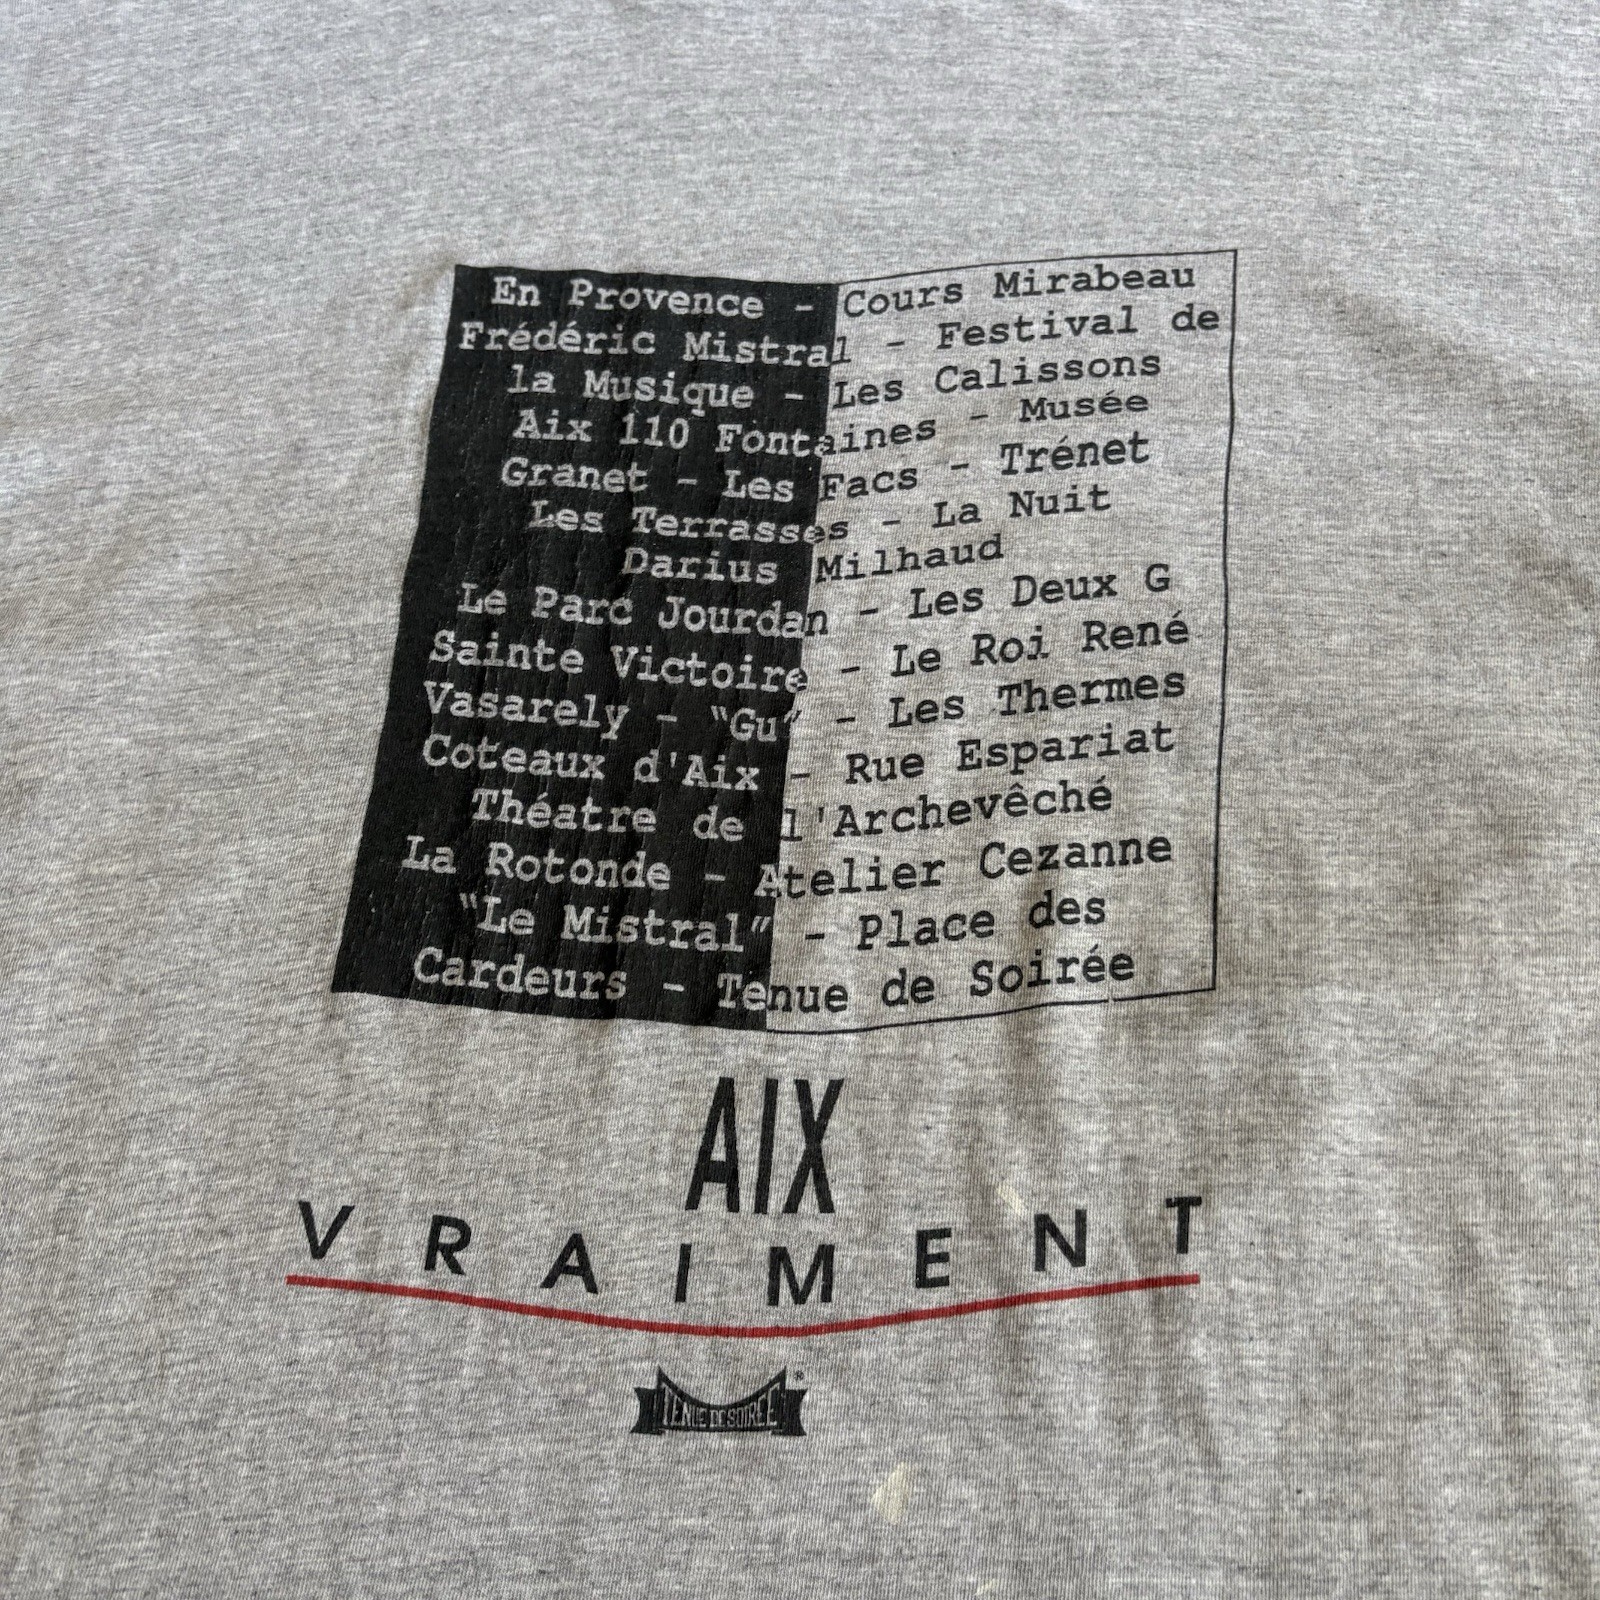 En Provence - Cours Mirabeau
Frédéric Mistral - Festival de
la Musique - Les Calissons
Aix 110 Fontaines - Musée
Granet - Les Facs - Trénet
Les Terrasses - La Nuit
Darius Milhaud
Le Parc Jourdan - Les Deux G
Sainte Victoire - Le Roi René
Vasarely - "Gu" - Les Thermes
Coteaux d'Aix - Rue Espariat
Théatre de l'Archevêché
La Rotonde - Atelier Cezanne
"Le Mistral" - Place des
Cardeurs - Tenue de Soirée
AIX
VRAIMENT
TENUE DE SOIRÉE ®